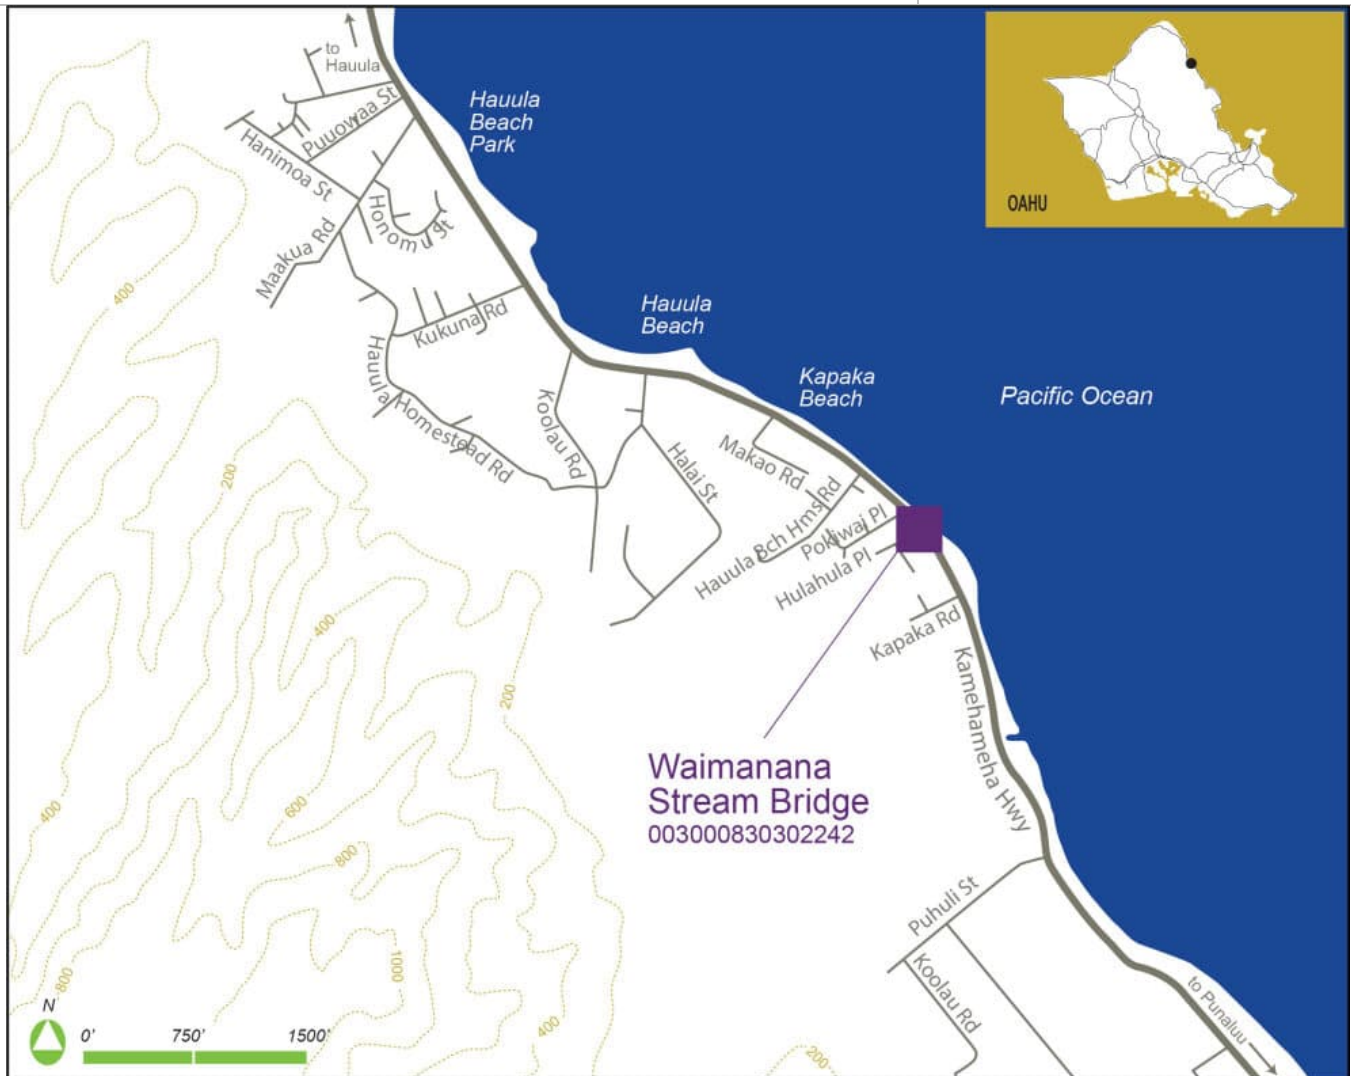 to
Hauula
Puuowaa St
Hanimoa St
Hauula
Beach
Park
OAHU
Honomu St
Maakua Rd
400
Kukuna Rd
Hauula
Beach
Hauula Homestead Rd
Koolau Rd
Kapaka
Beach
Pacific Ocean
Makao Rd
Halai St
200
Hauula Bch Hms Rd
Pokiwai Pl
Hulahula Pl
Kapaka Rd
400
200
Kamehameha Hwy
Waimanana
Stream Bridge
003000830302242
400
600
800
Puhuli St
Koolau Rd
to Punaluu
800
1000
400
200
N
0'
750'
1500'